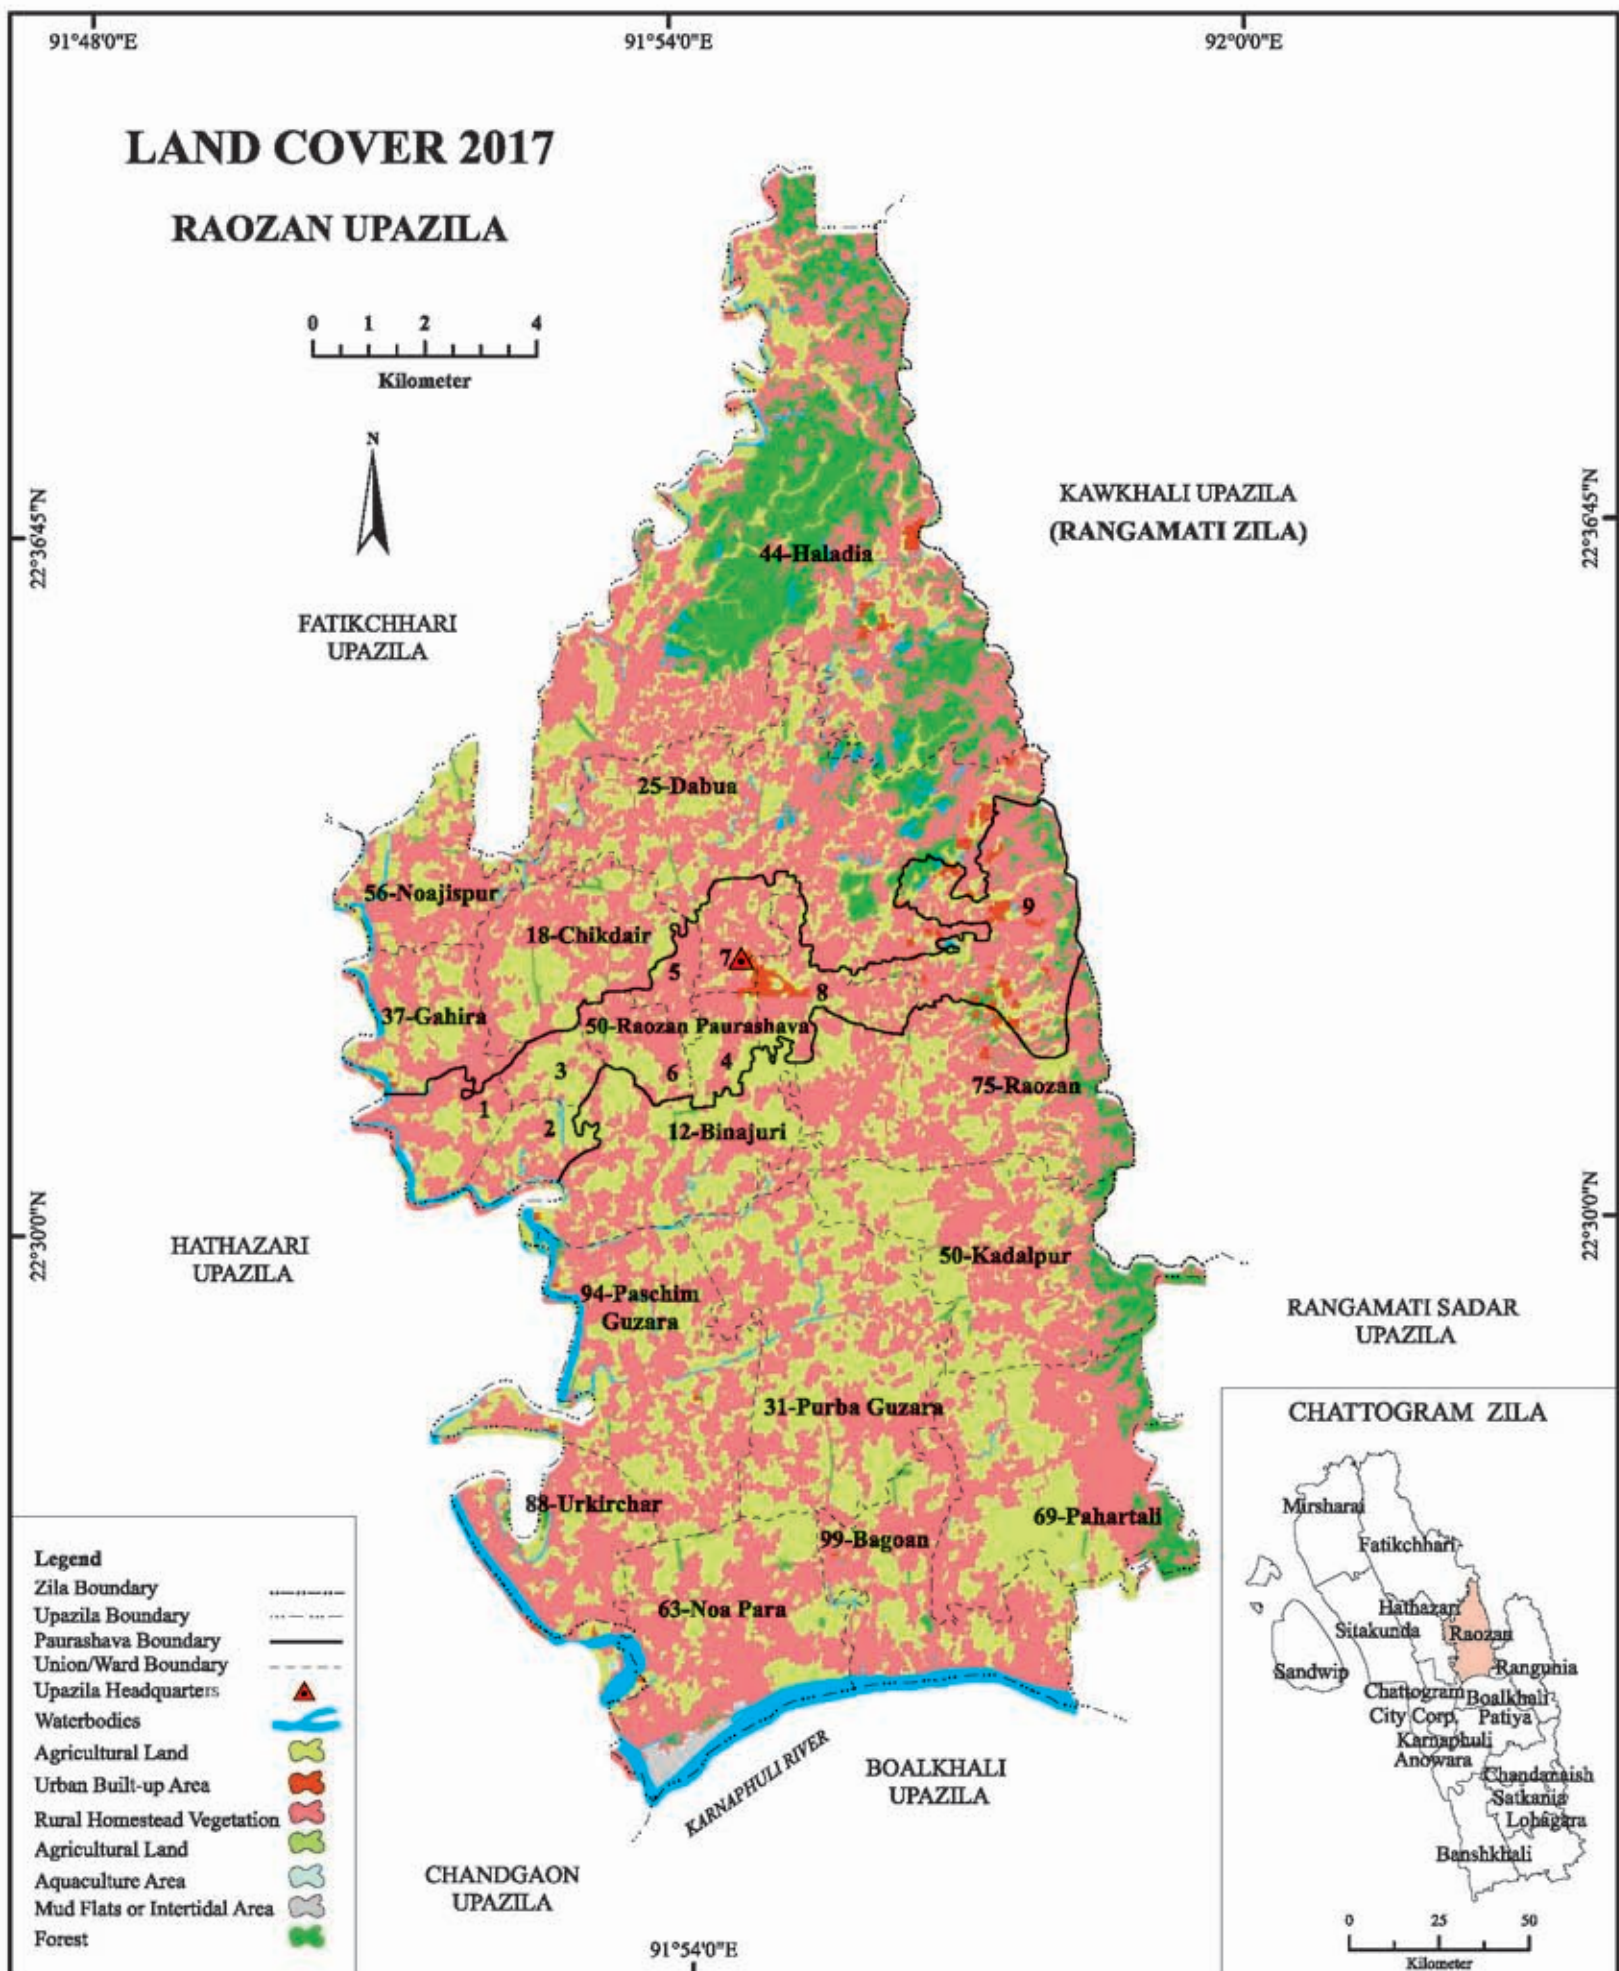 91°48'0"E
91°54'0"E
92°0'0"E
LAND COVER 2017
RAOZAN UPAZILA
0 1 2 4
Kilometer
N
22°36'45"N
22°36'45"N
KAWKHALI UPAZILA
(RANGAMATI ZILA)
44-Haladia
FATIKCHHARI
UPAZILA
25-Dabua
56-Noajispur
18-Chikdair
9
7
5
8
37-Gahira
50-Raozan Paurashava
3
6
4
75-Raozan
1
2
12-Binajuri
22°30'0"N
22°30'0"N
HATHAZARI
UPAZILA
50-Kadalpur
94-Paschim
Guzara
RANGAMATI SADAR
UPAZILA
31-Purba Guzara
88-Urkirchar
99-Bagoan
69-Pahartali
63-Noa Para
KARNAPHULI RIVER
BOALKHALI
UPAZILA
CHANDGAON
UPAZILA
91°54'0"E
Legend
Zila Boundary
Upazila Boundary
Paurashava Boundary
Union/Ward Boundary
Upazila Headquarters
Waterbodies
Agricultural Land
Urban Built-up Area
Rural Homestead Vegetation
Agricultural Land
Aquaculture Area
Mud Flats or Intertidal Area
Forest
CHATTOGRAM ZILA
Mirsharai
Fatikchhari
Hathazari
Sitakunda
Raozan
Sandwip
Rangunia
Chattogram
City Corp.
Boalkhali
Patiya
Karnaphuli
Anowara
Chandanaish
Satkania
Lohagara
Banshkhali
0 25 50
Kilometer